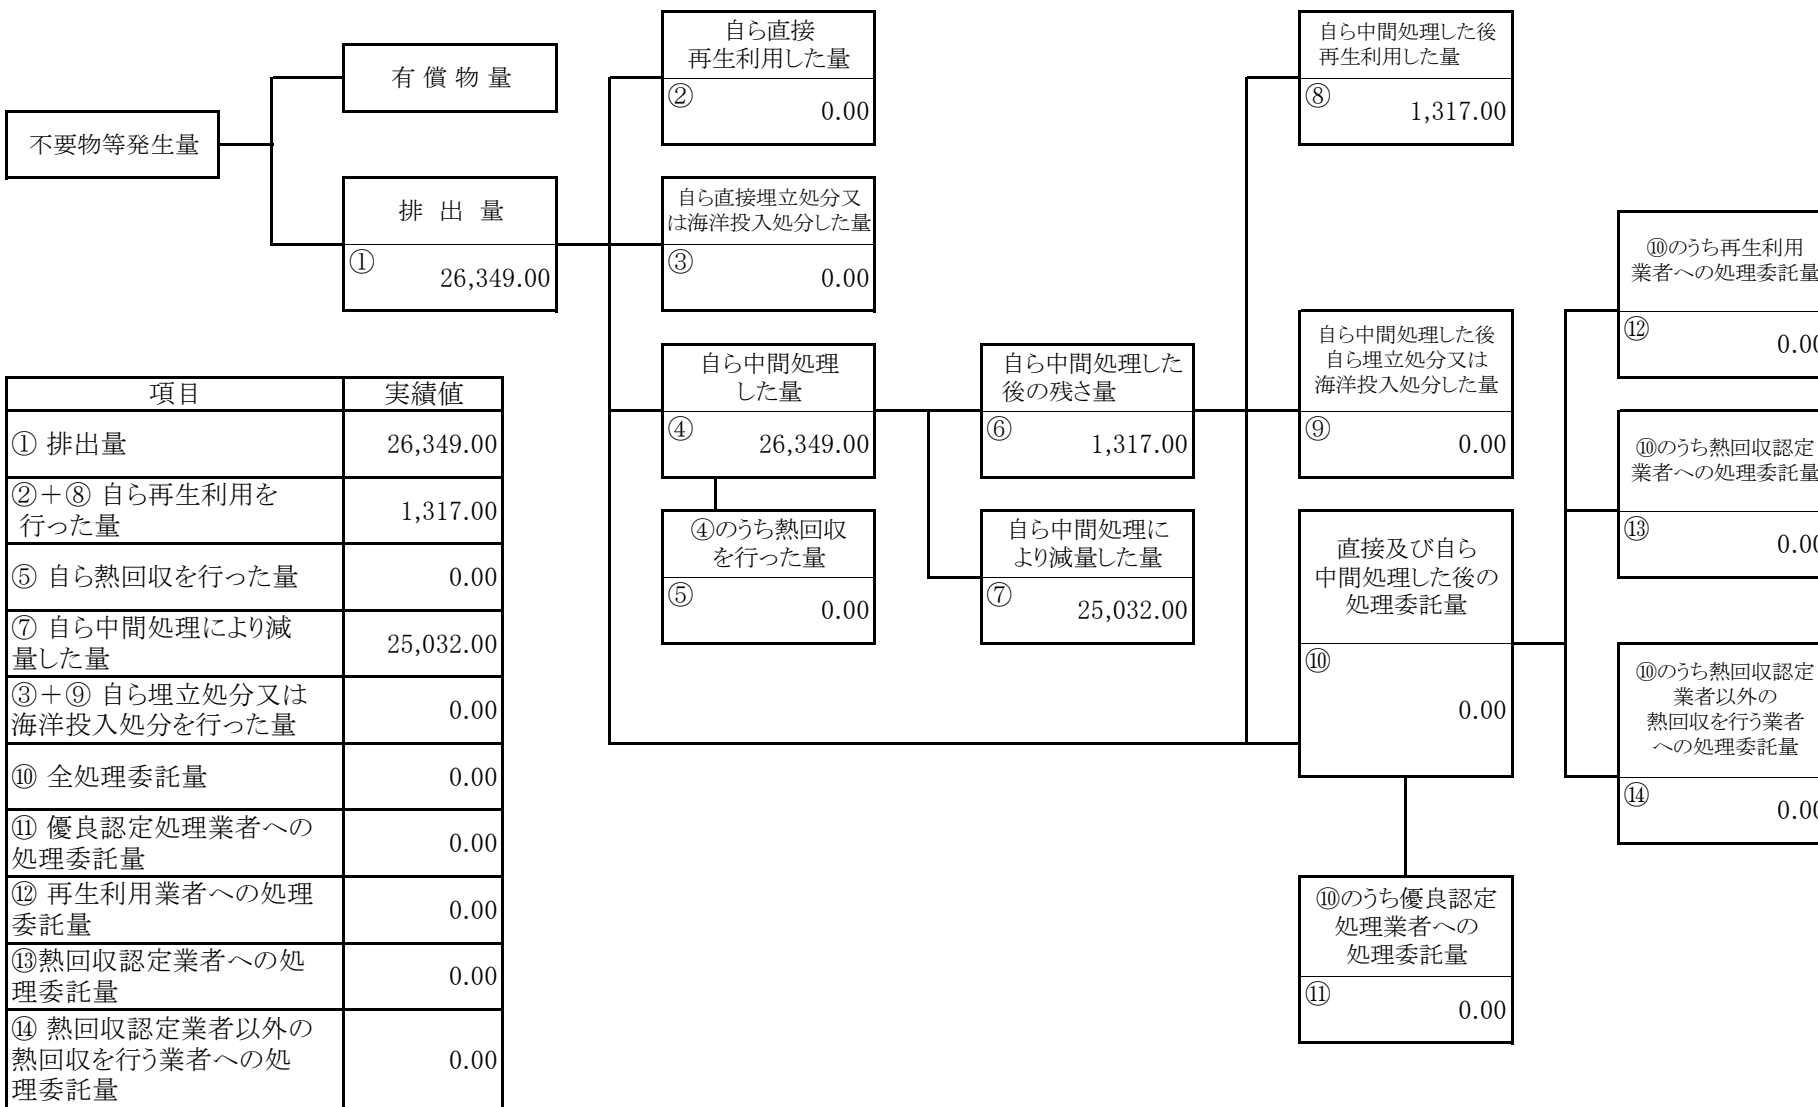 不要物等発生量
有 償 物 量
排 出 量
①
26,349.00
自ら直接
再生利用した量
②
0.00
自ら直接埋立処分又
は海洋投入処分した量
③
0.00
自ら中間処理
した量
④
26,349.00
④のうち熱回収
を行った量
⑤
0.00
自ら中間処理した
後の残さ量
⑥
1,317.00
自ら中間処理に
より減量した量
⑦
25,032.00
自ら中間処理した後
再生利用した量
⑧
1,317.00
自ら中間処理した後
自ら埋立処分又は
海洋投入処分した量
⑨
0.00
直接及び自ら
中間処理した後の
処理委託量
⑩
0.00
⑩のうち優良認定
処理業者への
処理委託量
⑪
0.00
⑩のうち再生利用
業者への処理委託量
⑫
0.00
⑩のうち熱回収認定
業者への処理委託量
⑬
0.00
⑩のうち熱回収認定
業者以外の
熱回収を行う業者
への処理委託量
⑭
0.00
項目 実績値
① 排出量 26,349.00
②+⑧ 自ら再生利用を
行った量 1,317.00
⑤ 自ら熱回収を行った量 0.00
⑦ 自ら中間処理により減
量した量 25,032.00
③+⑨ 自ら埋立処分又は
海洋投入処分を行った量 0.00
⑩ 全処理委託量 0.00
⑪ 優良認定処理業者への
処理委託量 0.00
⑫ 再生利用業者への処理
委託量 0.00
⑬熱回収認定業者への処
理委託量 0.00
⑭ 熱回収認定業者以外の
熱回収を行う業者への処
理委託量 0.00